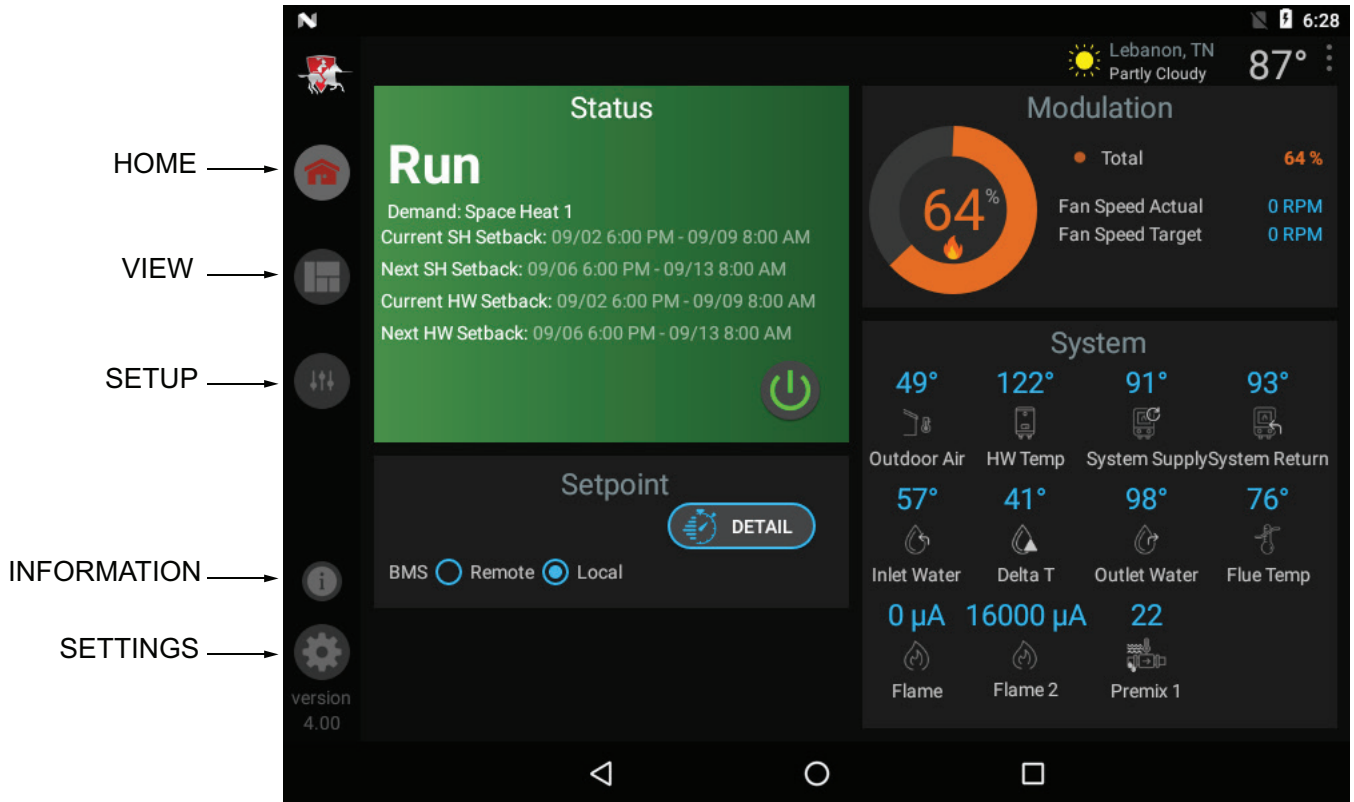 6:28
Lebanon, TN
Partly Cloudy
87°
HOME
VIEW
SETUP
INFORMATION
SETTINGS
version
4.00
Status
Run
Demand: Space Heat 1
Current SH Setback: 09/02 6:00 PM - 09/09 8:00 AM
Next SH Setback: 09/06 6:00 PM - 09/13 8:00 AM
Current HW Setback: 09/02 6:00 PM - 09/09 8:00 AM
Next HW Setback: 09/06 6:00 PM - 09/13 8:00 AM
Setpoint
DETAIL
BMS Remote Local
Modulation
64%
Total 64 %
Fan Speed Actual 0 RPM
Fan Speed Target 0 RPM
System
49° 122° 91° 93°
Outdoor Air HW Temp System Supply System Return
57° 41° 98° 76°
Inlet Water Delta T Outlet Water Flue Temp
0 µA 16000 µA 22
Flame Flame 2 Premix 1